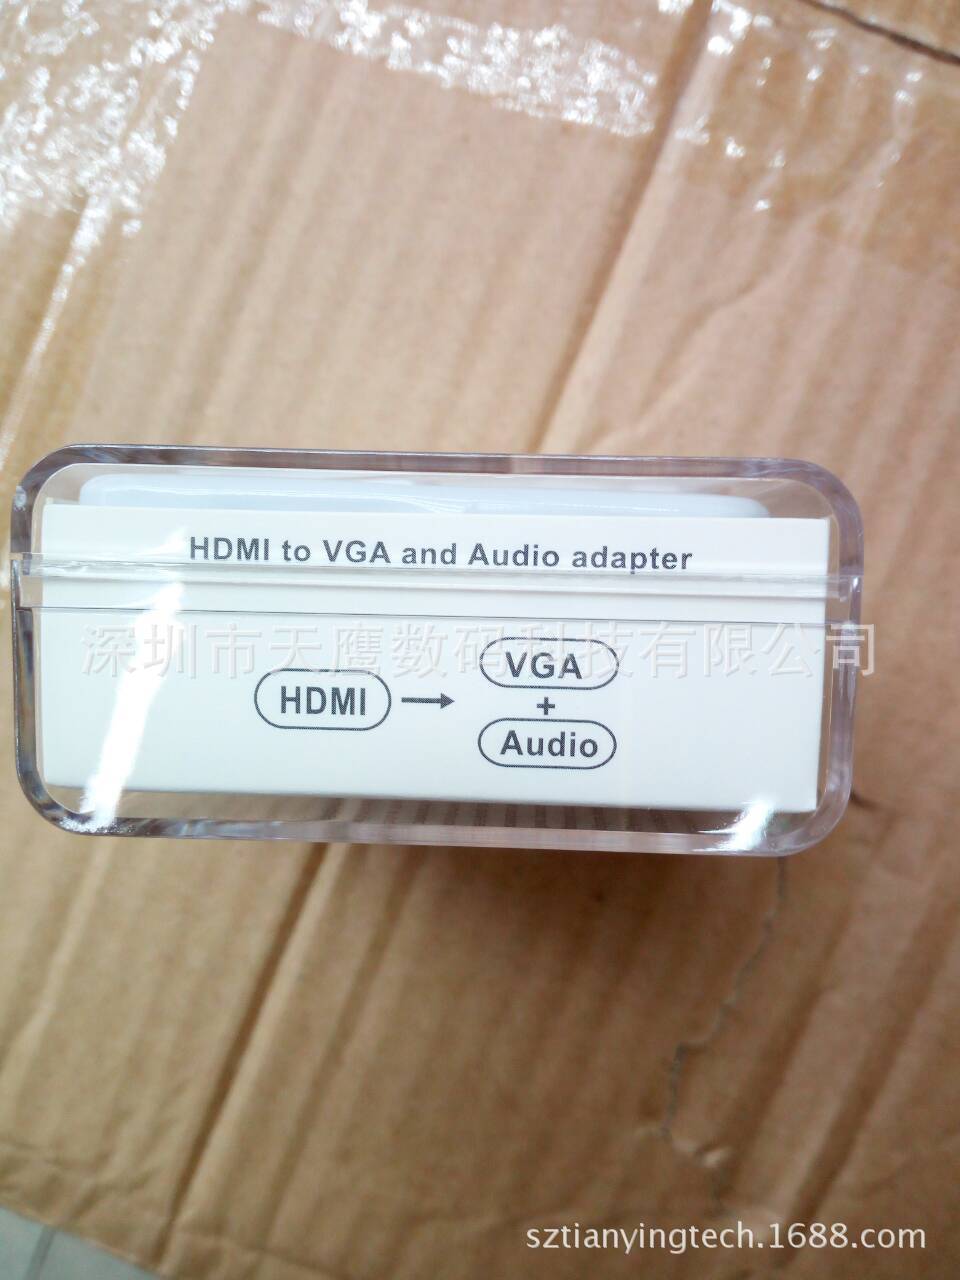 HDMI to VGA and Audio adapter
深圳市天鹰数码科技有限公司
VGA
HDMI → +
Audio
sztianyingtech.1688.com